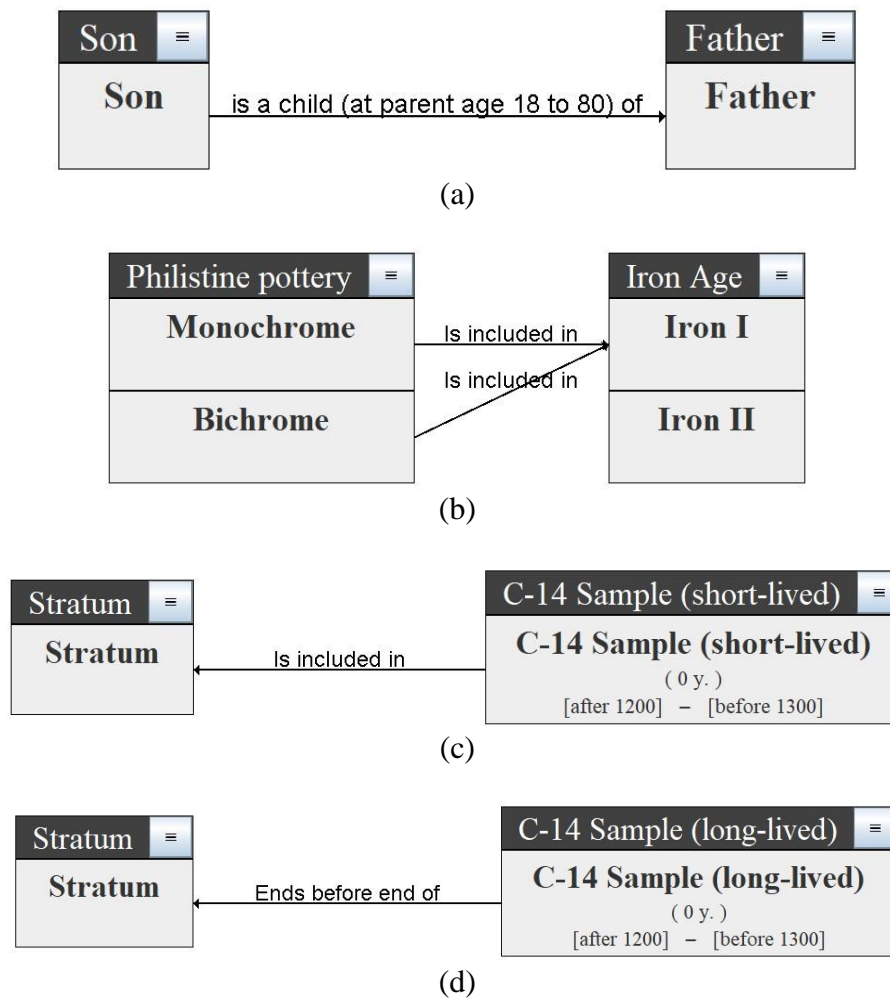 Son ≡ Father ≡
Son is a child (at parent age 18 to 80) of Father
(a)
Philistine pottery ≡ Iron Age ≡
Monochrome Is included in Iron I
Is included in
Bichrome Iron II
(b)
Stratum ≡ C-14 Sample (short-lived) ≡
Stratum Is included in C-14 Sample (short-lived)
( 0 y. )
[after 1200] – [before 1300]
(c)
Stratum ≡ C-14 Sample (long-lived) ≡
Stratum Ends before end of C-14 Sample (long-lived)
( 0 y. )
[after 1200] – [before 1300]
(d)